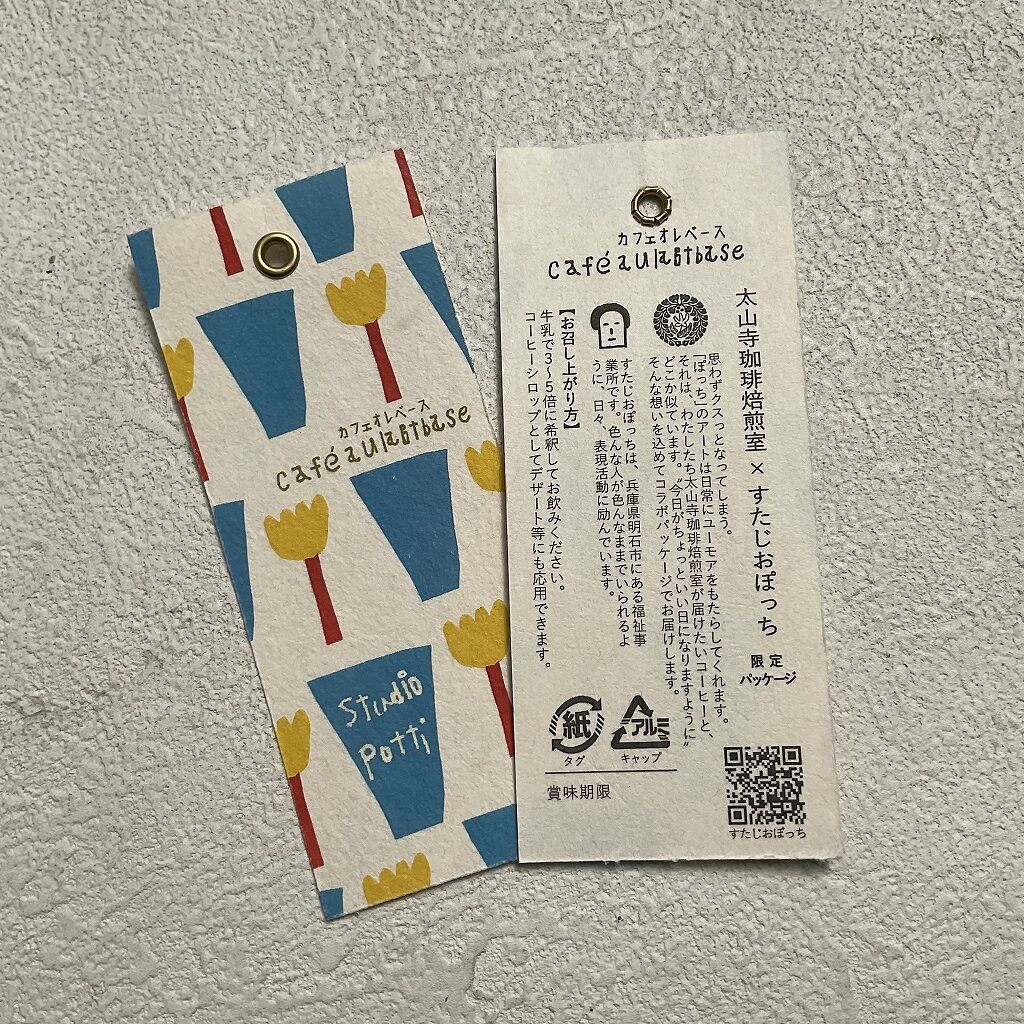 カフェオレベース
café au laitbase
Studio
Potti
カフェオレベース
café au laitbase
太山寺珈琲焙煎室×すたじおぽっち
限定
パッケージ
思わずクスっとなってしまう。
「ぽっち」のアートは日常にユーモアをもたらしてくれます。
それは、わたしたち太山寺珈琲焙煎室が届けたいコーヒーと、
どこか似ています。“今日がちょっといい日になりますように”
そんな想いを込めてコラボパッケージでお届けします。
すたじおぽっちは、兵庫県明石市にある福祉事
業所です。色んな人が色んなままでいられるよ
うに、日々、表現活動に励んでいます。
【お召し上がり方】
牛乳で3〜5倍に希釈してお飲みください。
コーヒーシロップとしてデザート等にも応用できます。
紙
タグ
アルミ
キャップ
賞味期限
すたじおぽっち